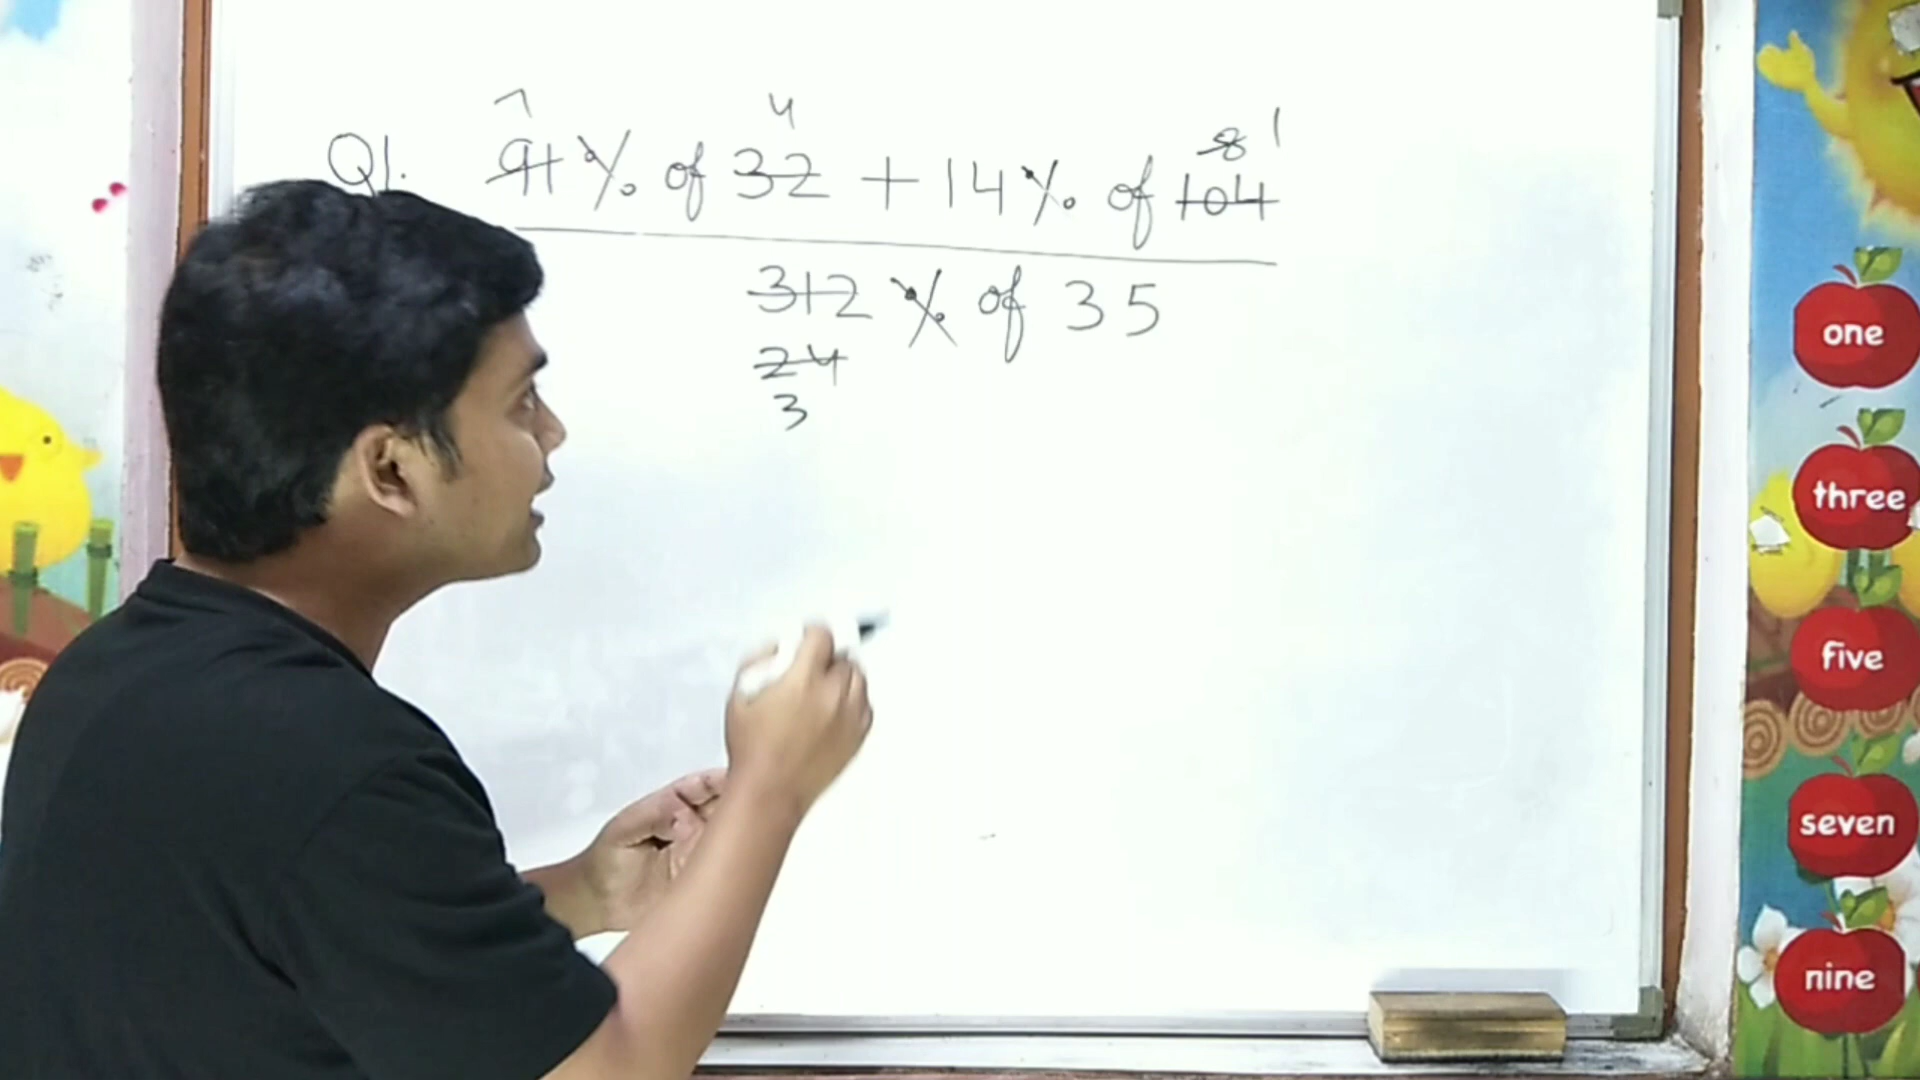 7 4 8 1
Q1. 91% of 32 + 14% of 104
312 % of 35
24
3
one
three
five
seven
nine